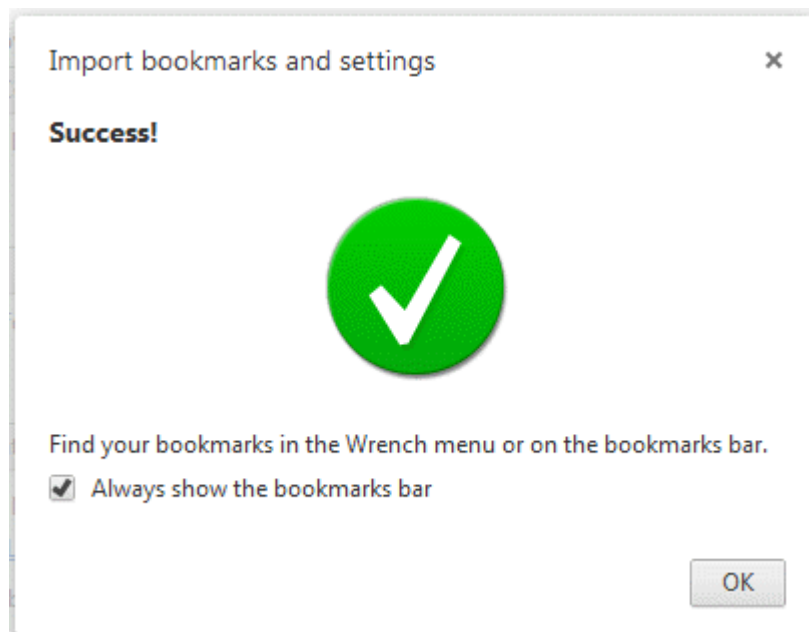 Import bookmarks and settings
Success!
Find your bookmarks in the Wrench menu or on the bookmarks bar.
Always show the bookmarks bar
OK